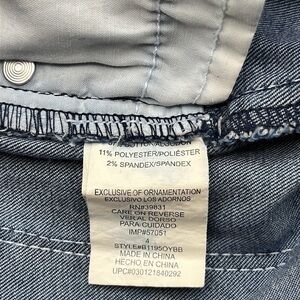 11% POLYESTER/POLIÉSTER
2% SPANDEX/SPANDEX
EXCLUSIVE OF ORNAMENTATION
EXCLUSIVO LOS ADORNOS
RN#39831
CARE ON REVERSE
VER AL DORSO
PARA CUIDADO
IMP#57051
4
STYLE#B1195OYBB
MADE IN CHINA
HECHO EN CHINA
UPC#030121840292